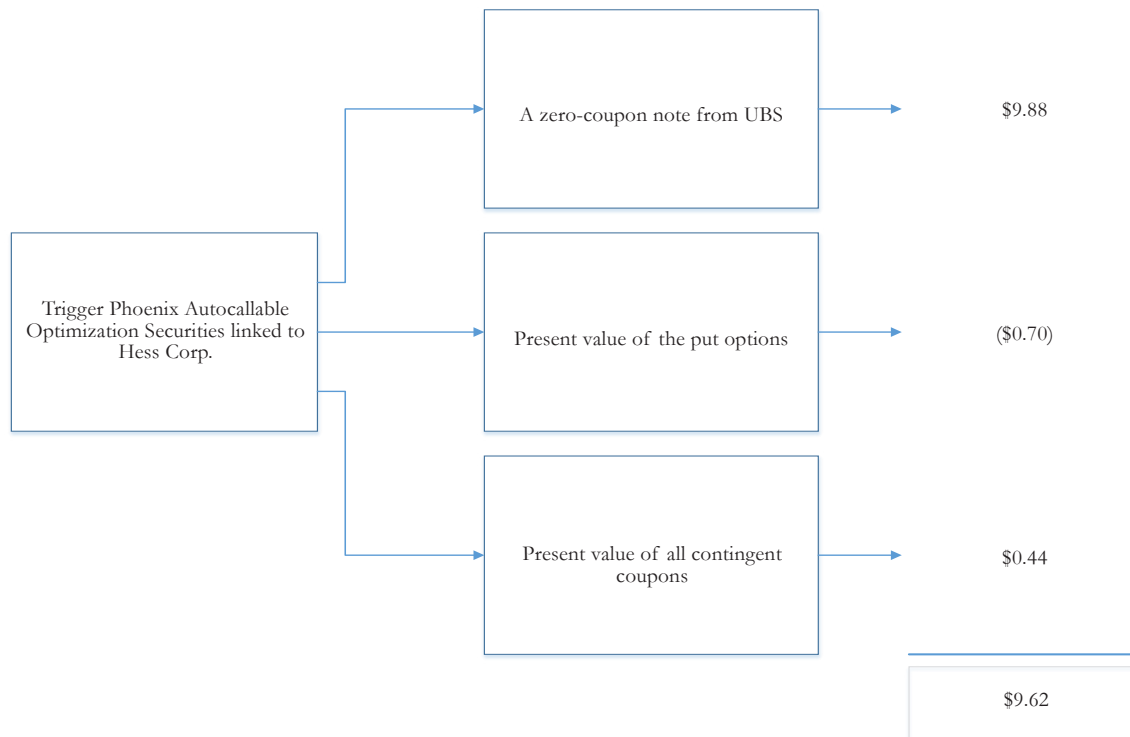 A zero-coupon note from UBS
$9.88
Trigger Phoenix Autocallable
Optimization Securities linked to
Hess Corp.
Present value of the put options
($0.70)
Present value of all contingent
coupons
$0.44
$9.62